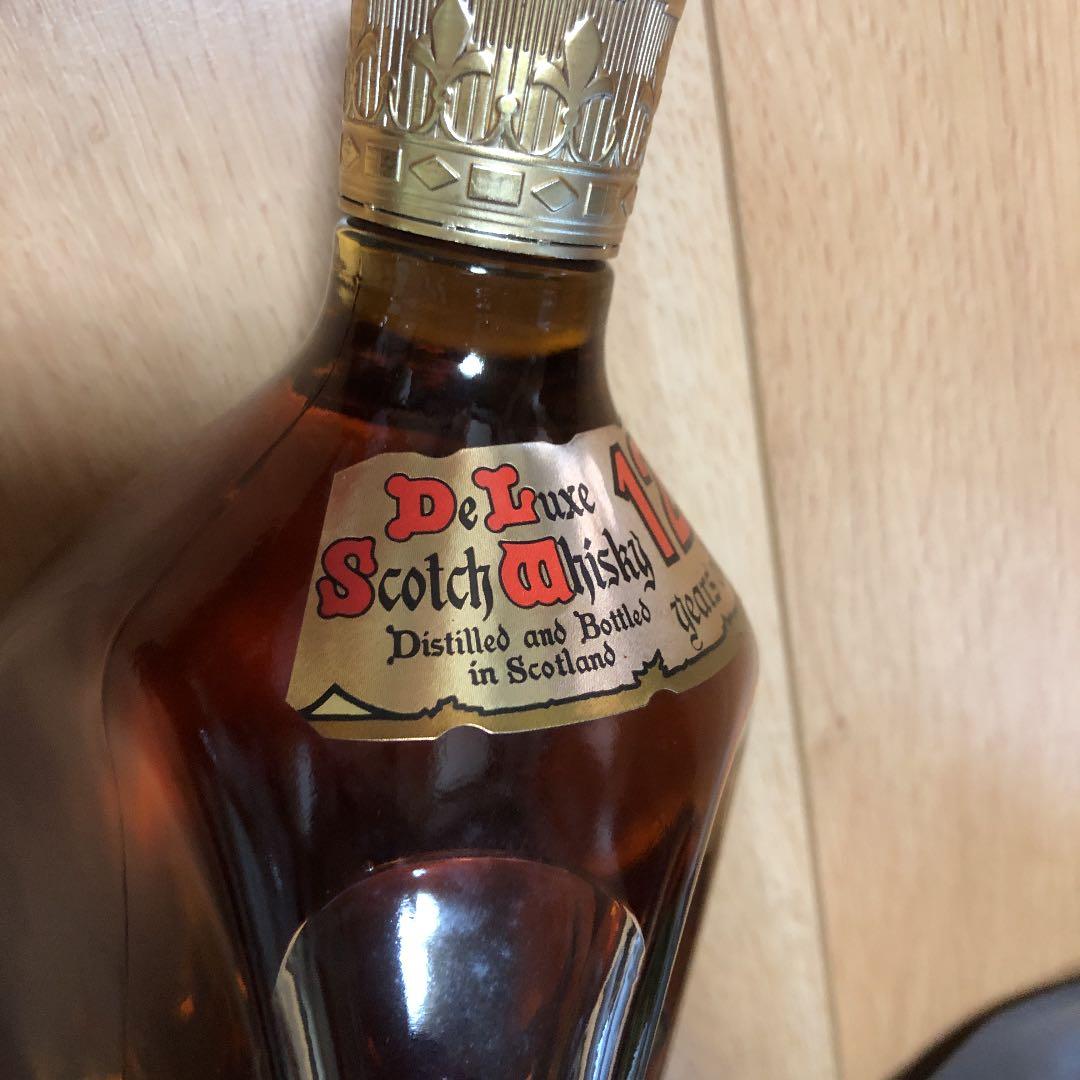 De Luxe
Scotch Whisky
Distilled and Bottled
in Scotland
12
years